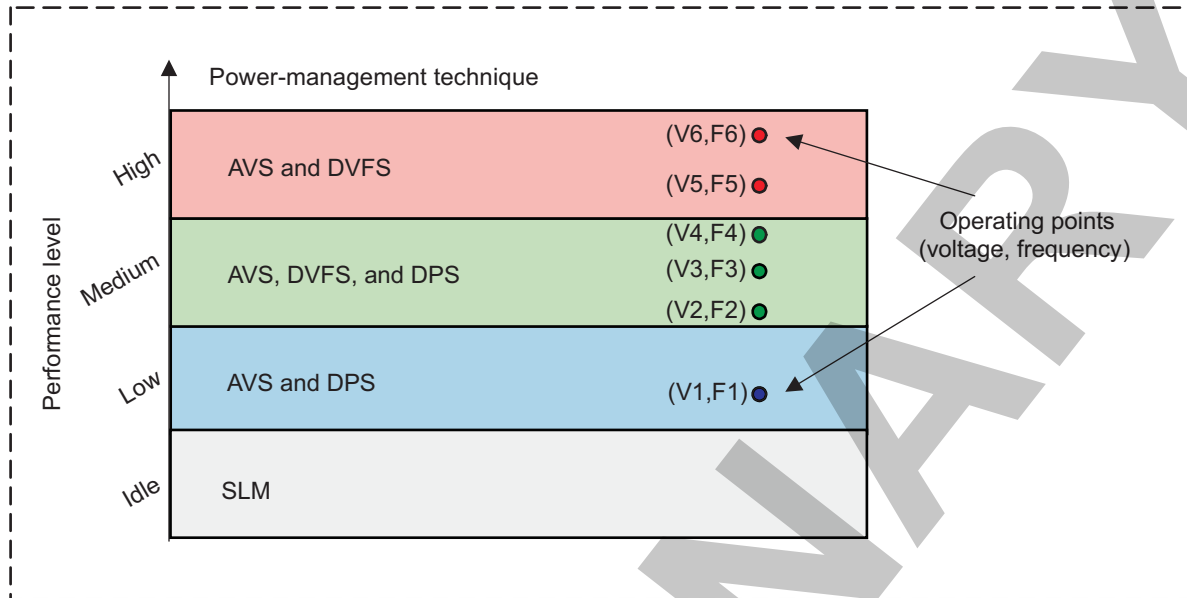 Power-management technique
High
AVS and DVFS
(V6,F6)
(V5,F5)
Operating points
(voltage, frequency)
Medium
AVS, DVFS, and DPS
(V4,F4)
(V3,F3)
(V2,F2)
Performance level
Low
AVS and DPS
(V1,F1)
Idle
SLM
NARY